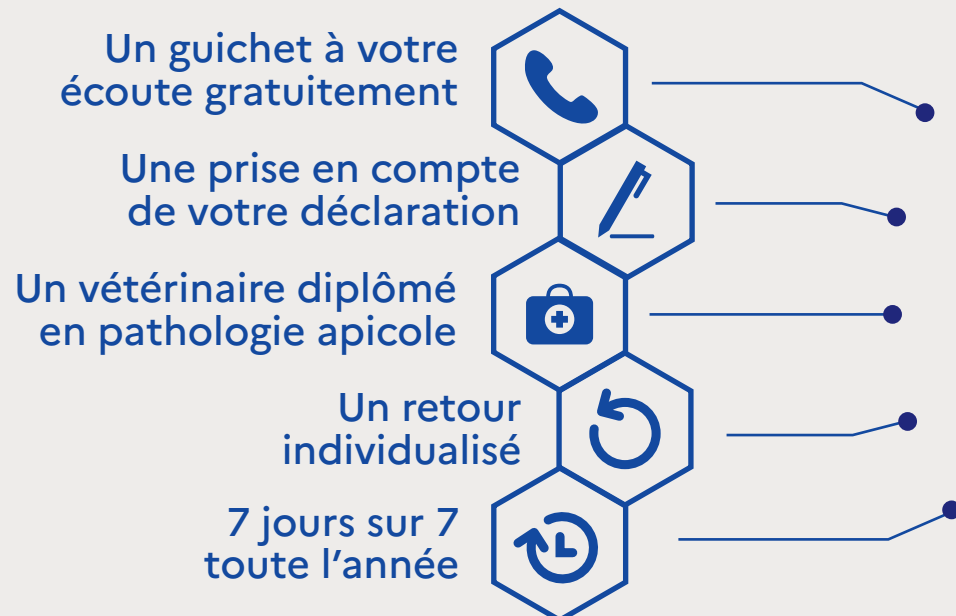 Un guichet à votre
écoute gratuitement
Une prise en compte
de votre déclaration
Un vétérinaire diplômé
en pathologie apicole
Un retour
individualisé
7 jours sur 7
toute l’année